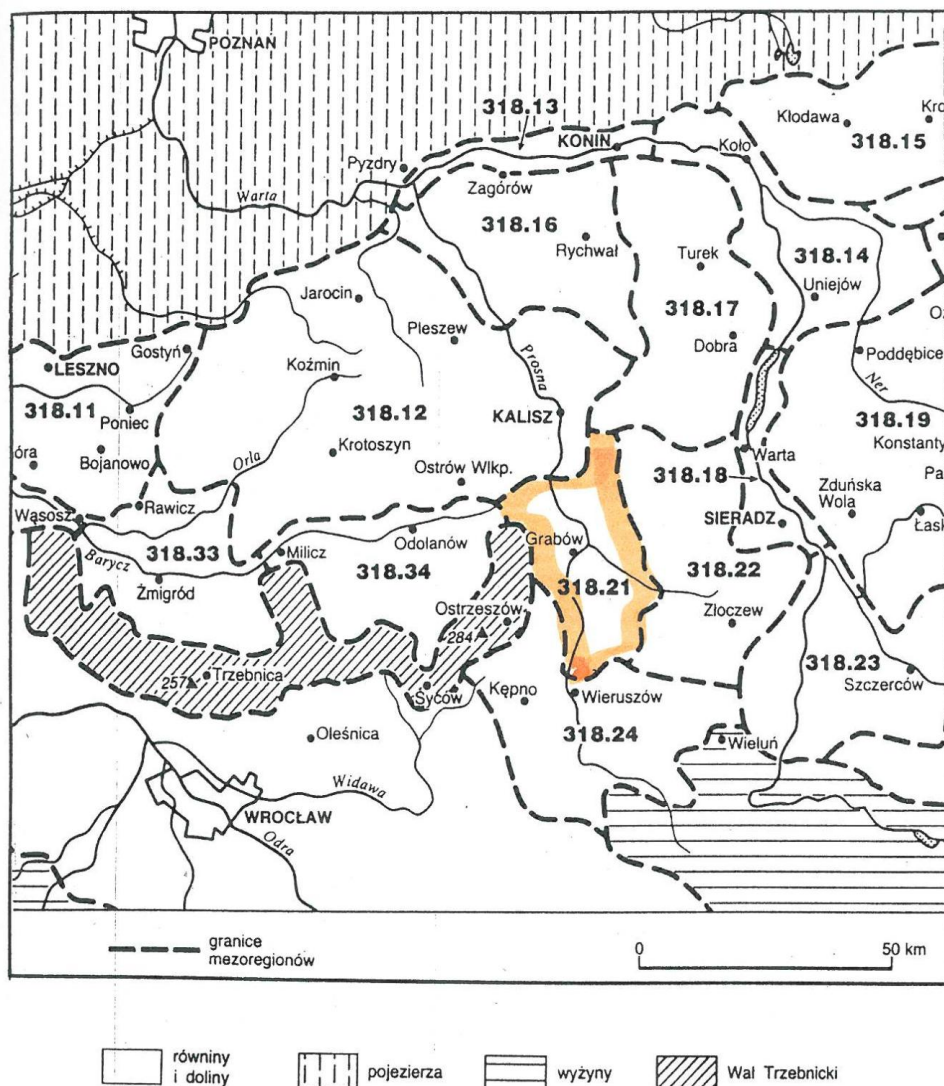 POZNAŃ
318.13
Kłodawa
318.15
KONIN
Koło
Pyzdry
Zagórów
Warta
318.16
Rychwał
Turek
318.14
Uniejów
Jarocin
318.17
Pleszew
Dobra
Gostyń
LESZNO
Koźmin
Prosna
Poddębice
Ner
318.11
318.12
KALISZ
318.19
Poniec
Konstanty
Krotoszyn
Warta
óra
Bojanowo
Orla
Ostrów Wlkp.
318.18
Zduńska
Wola
Pa
Rawicz
SIERADZ
Łask
Wąsosz
Milicz
Odolanów
Grabów
Barycz
318.33
318.34
318.21
318.22
Żmigród
Ostrzeszów
Złoczew
284
318.23
257
Trzebnica
Szczerców
Syców
Kępno
Wieruszów
Oleśnica
318.24
Wieluń
Widawa
WROCŁAW
Odra
granice
mezoregionów
0
50 km
równiny
i doliny
pojezierza
wyżyny
Wał Trzebnicki